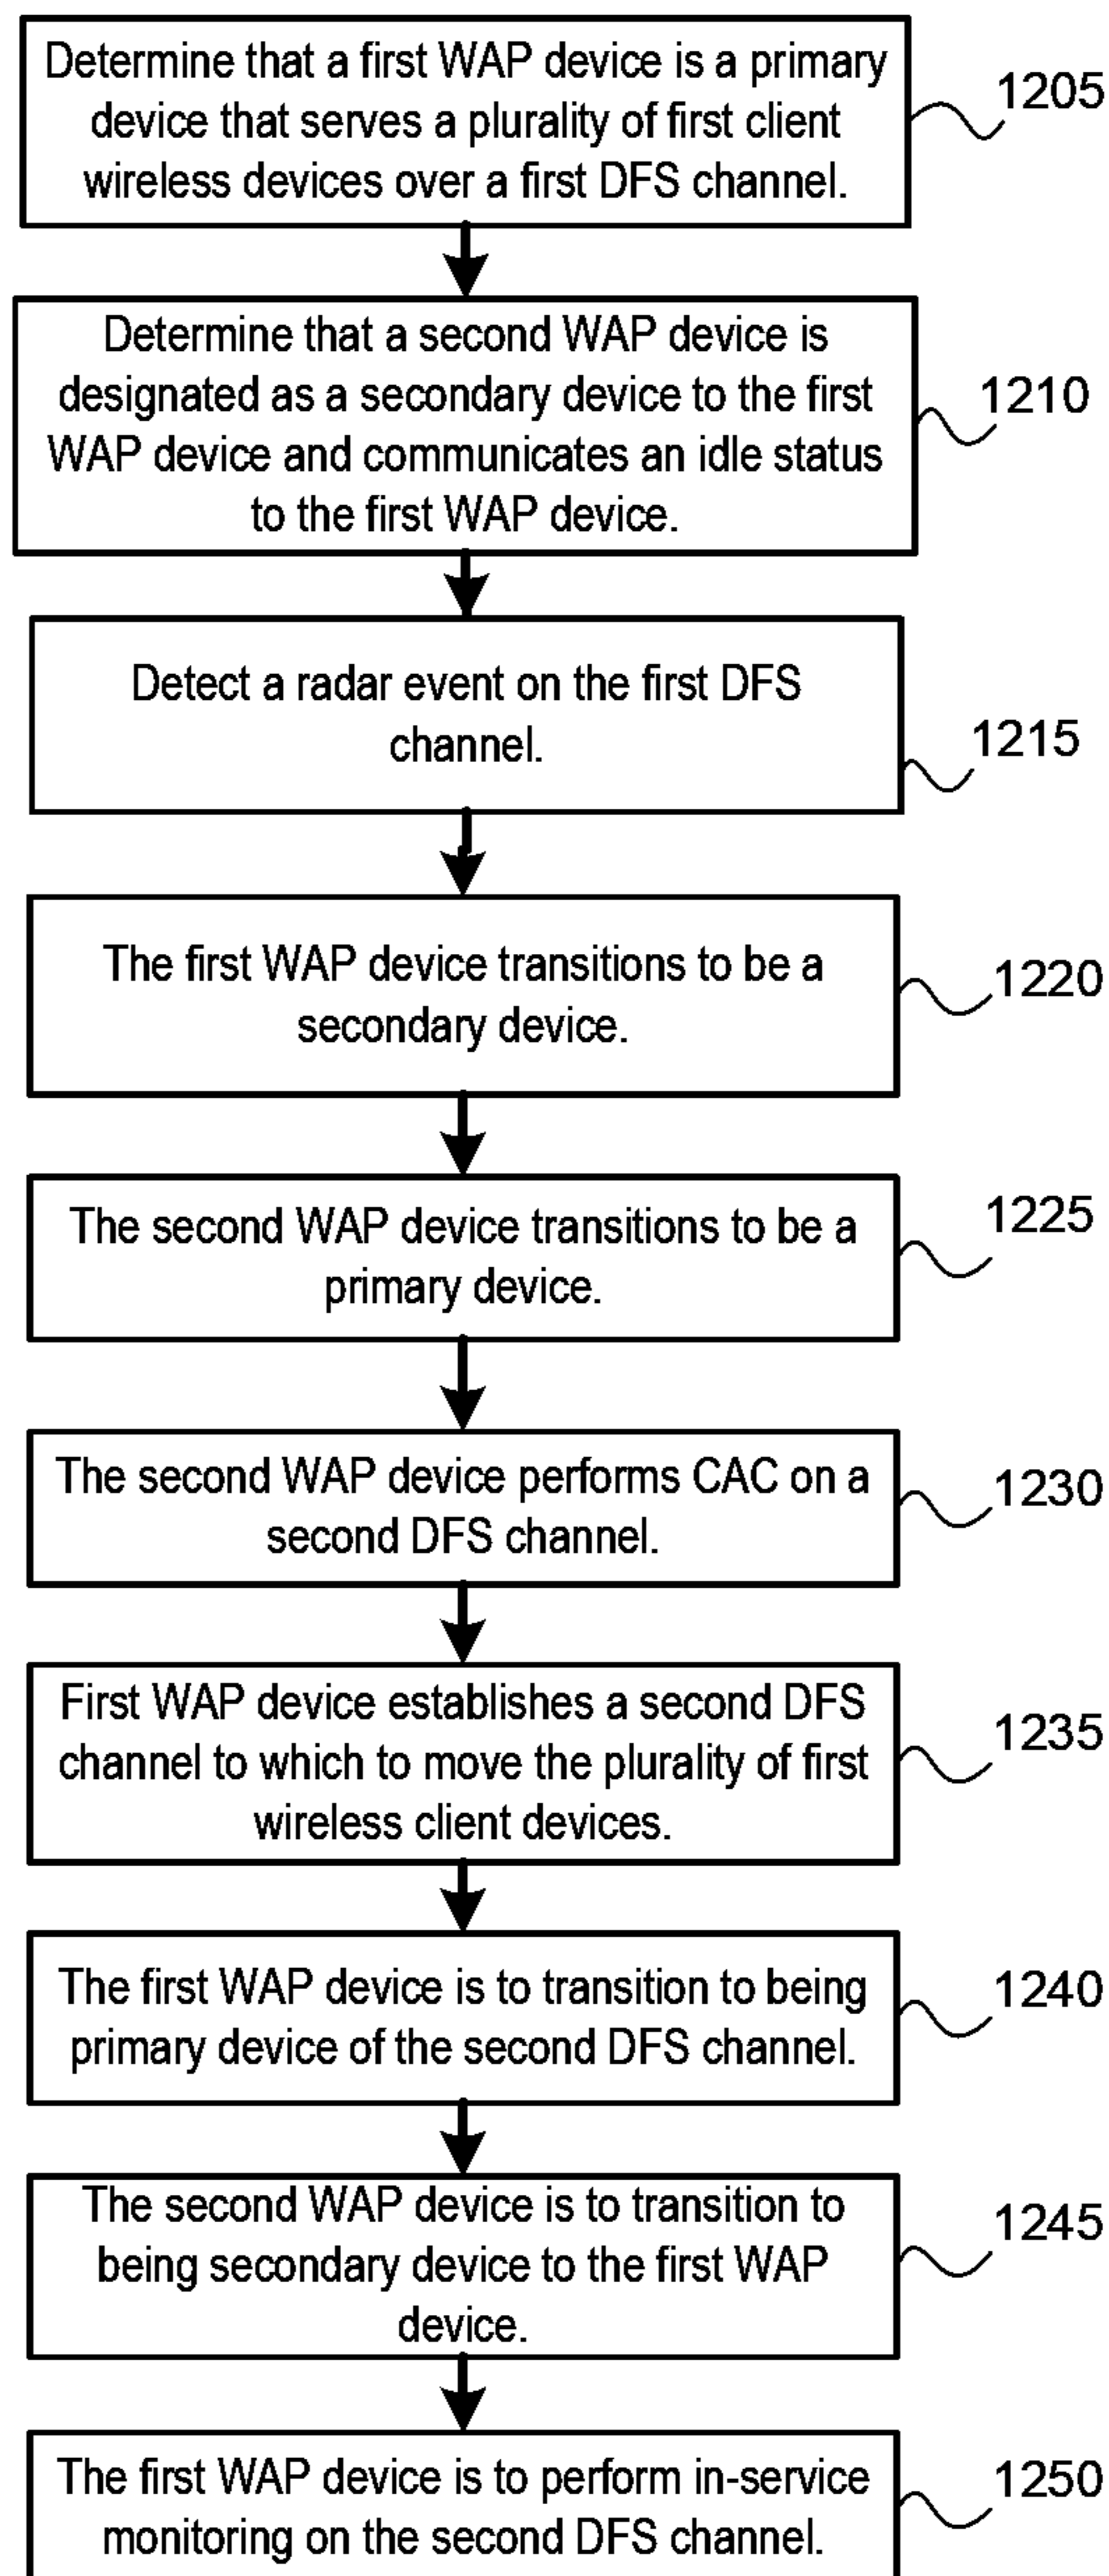 Determine that a first WAP device is a primary
device that serves a plurality of first client
wireless devices over a first DFS channel.
1205
Determine that a second WAP device is
designated as a secondary device to the first
WAP device and communicates an idle status
to the first WAP device.
1210
Detect a radar event on the first DFS
channel.
1215
The first WAP device transitions to be a
secondary device.
1220
The second WAP device transitions to be a
primary device.
1225
The second WAP device performs CAC on a
second DFS channel.
1230
First WAP device establishes a second DFS
channel to which to move the plurality of first
wireless client devices.
1235
The first WAP device is to transition to being
primary device of the second DFS channel.
1240
The second WAP device is to transition to
being secondary device to the first WAP
device.
1245
The first WAP device is to perform in-service
monitoring on the second DFS channel.
1250